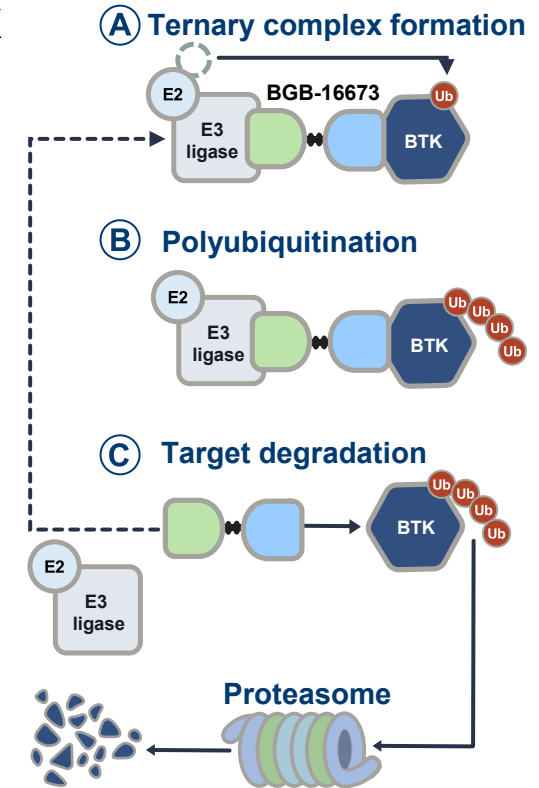 A Ternary complex formation
E2
BGB-16673
Ub
E3
ligase
BTK
B Polyubiquitination
E2
Ub
Ub
Ub
Ub
E3
ligase
BTK
C Target degradation
Ub
Ub
Ub
Ub
BTK
E2
E3
ligase
Proteasome